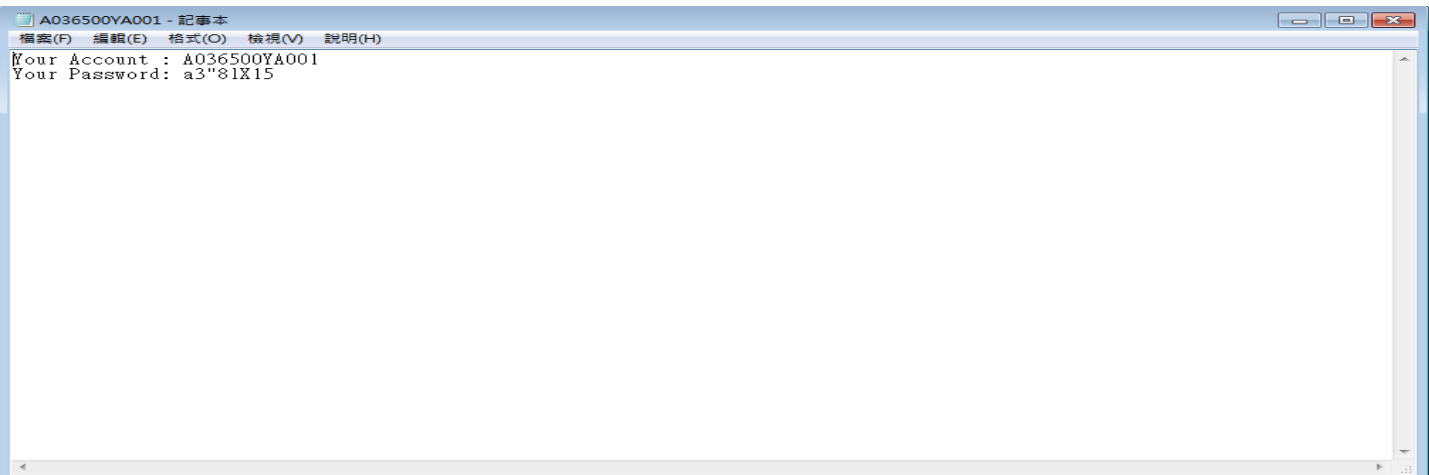 A036500YA001 - 記事本
檔案(F) 編輯(E) 格式(O) 檢視(V) 說明(H)
Your Account : A036500YA001
Your Password: a3"8lX15